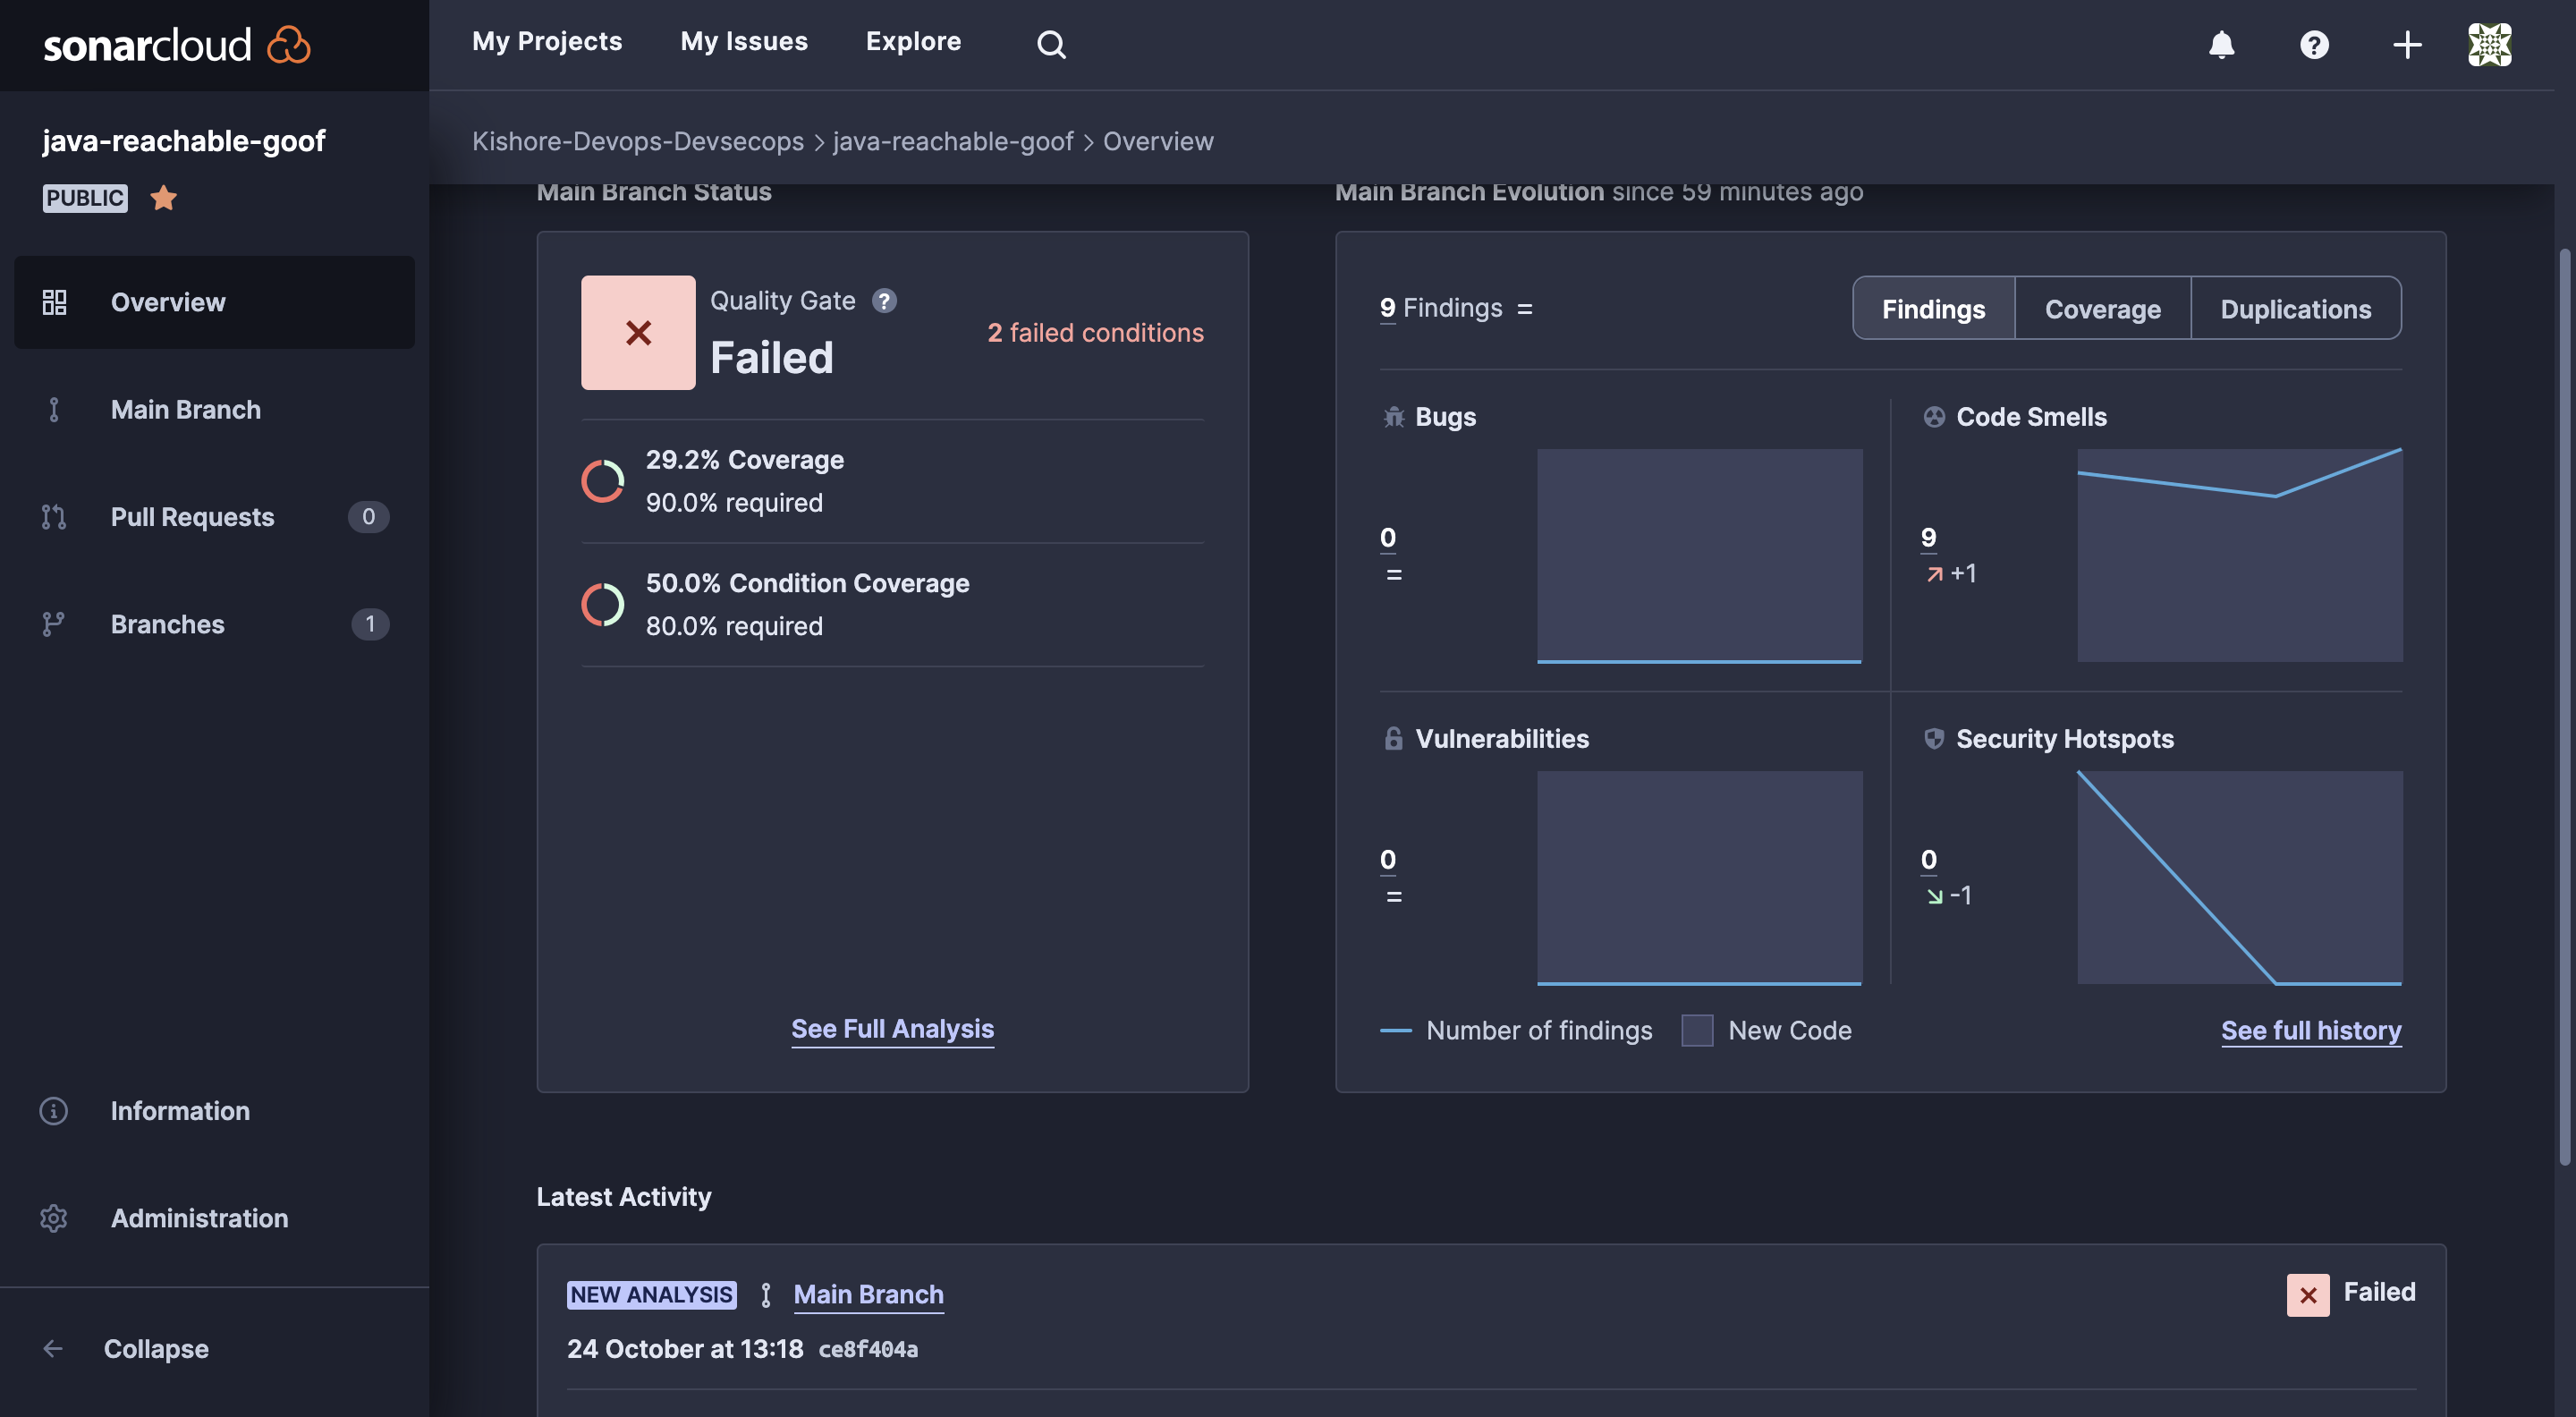 sonarcloud
My Projects
My Issues
Explore
java-reachable-goof
PUBLIC
Overview
Main Branch
Pull Requests 0
Branches 1
Information
Administration
Collapse
Kishore-Devops-Devsecops > java-reachable-goof > Overview
Main Branch Status
Quality Gate ?
Failed
2 failed conditions
29.2% Coverage
90.0% required
50.0% Condition Coverage
80.0% required
See Full Analysis
Main Branch Evolution since 59 minutes ago
9 Findings =
Findings
Coverage
Duplications
Bugs
0
=
Code Smells
9
+1
Vulnerabilities
0
=
Security Hotspots
0
-1
Number of findings
New Code
See full history
Latest Activity
NEW ANALYSIS Main Branch
Failed
24 October at 13:18 ce8f404a